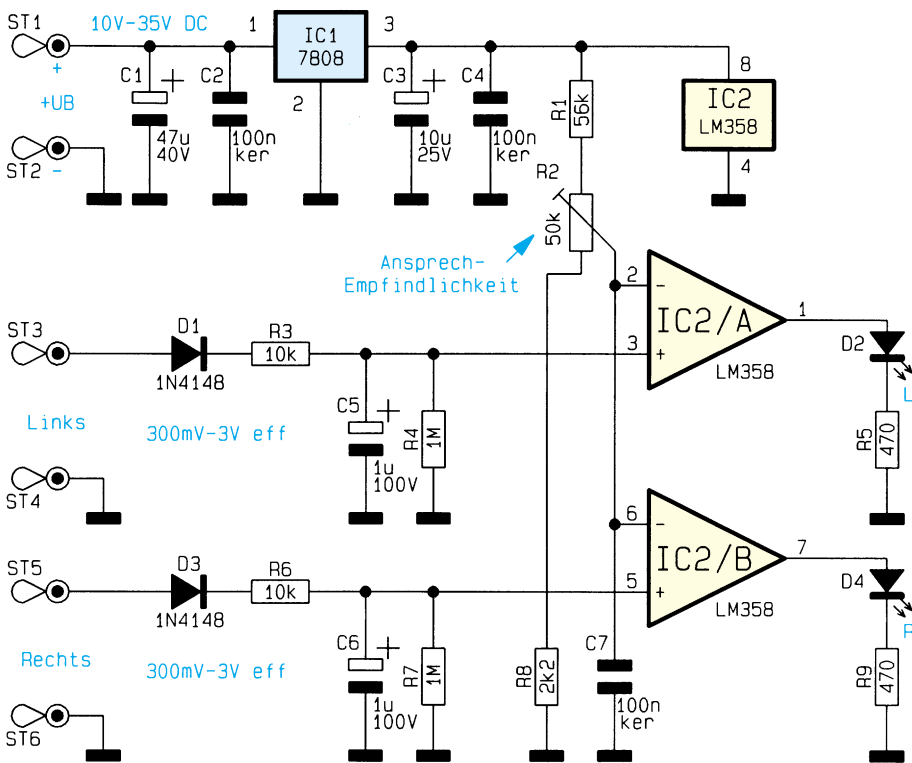 ST1
10V-35V DC
1
IC1
7808
3
+
+UB
ST2
-
C1
+
47u
40V
C2
100n
ker
2
C3
+
10u
25V
C4
100n
ker
R1
56k
8
IC2
LM358
4
R2
50k
Ansprech-
Empfindlichkeit
ST3
D1
1N4148
R3
10k
Links
300mV-3V eff
C5
+
1u
100V
R4
1M
2
-
IC2/A
3
+
LM358
1
D2
L
R5
470
ST4
ST5
D3
1N4148
R6
10k
Rechts
300mV-3V eff
C6
+
1u
100V
R7
1M
6
-
IC2/B
5
+
LM358
7
D4
R
R9
470
R8
2k2
C7
100n
ker
ST6